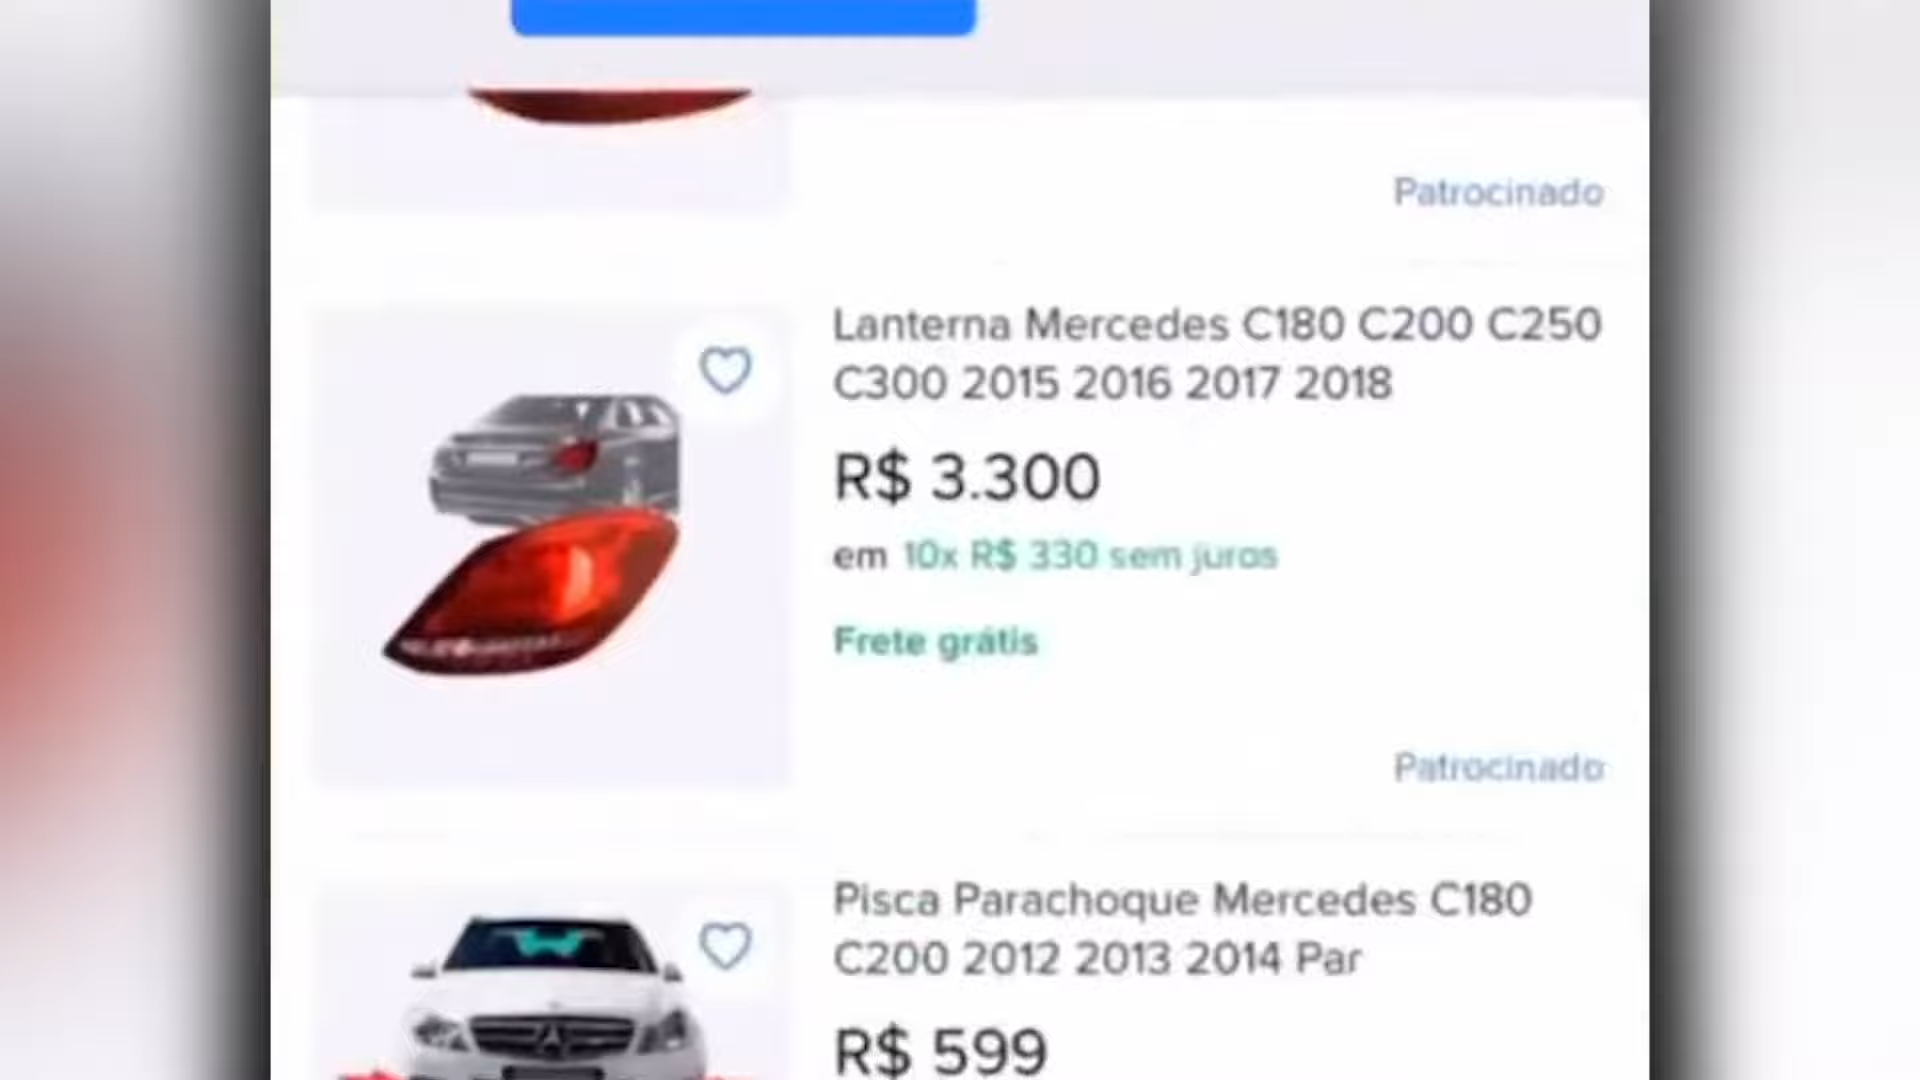 Patrocinado
Lanterna Mercedes C180 C200 C250
C300 2015 2016 2017 2018
R$ 3.300
em 10x R$ 330 sem juros
Frete grátis
Patrocinado
Pisca Parachoque Mercedes C180
C200 2012 2013 2014 Par
R$ 599